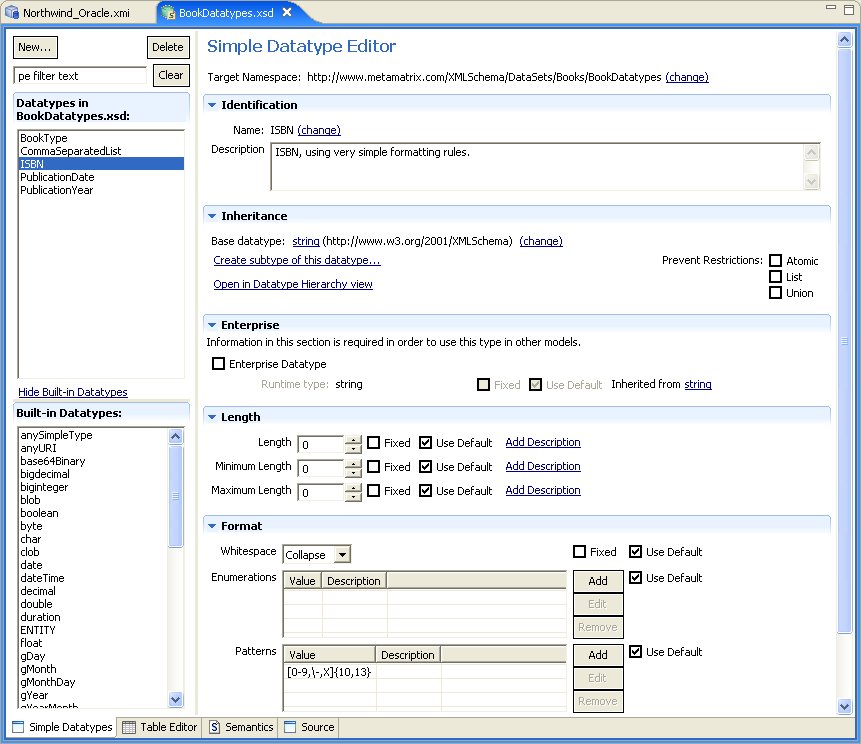 Northwind_Oracle.xmi
BookDatatypes.xsd
New...
Delete
pe filter text
Clear
Datatypes in
BookDatatypes.xsd:
BookType
CommaSeparatedList
ISBN
PublicationDate
PublicationYear
Hide Built-in Datatypes
Built-in Datatypes:
anySimpleType
anyURI
base64Binary
bigdecimal
biginteger
blob
boolean
byte
char
clob
date
dateTime
decimal
double
duration
ENTITY
float
gDay
gMonth
gMonthDay
gYear
gYearMonth
Simple Datatype Editor
Target Namespace: http://www.metamatrix.com/XMLSchema/DataSets/Books/BookDatatypes (change)
Identification
Name: ISBN (change)
Description ISBN, using very simple formatting rules.
Inheritance
Base datatype: string (http://www.w3.org/2001/XMLSchema) (change)
Create subtype of this datatype...
Open in Datatype Hierarchy view
Prevent Restrictions: Atomic
List
Union
Enterprise
Information in this section is required in order to use this type in other models.
Enterprise Datatype
Runtime type: string Fixed Use Default Inherited from string
Length
Length 0 Fixed Use Default Add Description
Minimum Length 0 Fixed Use Default Add Description
Maximum Length 0 Fixed Use Default Add Description
Format
Whitespace Collapse Fixed Use Default
Enumerations Value Description Add Use Default
Edit
Remove
Patterns Value Description Add Use Default
[0-9,\-,X]{10,13}
Edit
Remove
Simple Datatypes Table Editor Semantics Source